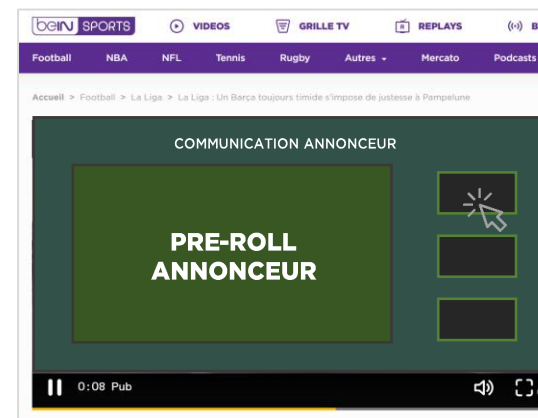 beIN SPORTS VIDEOS GRILLE TV REPLAYS B
Football NBA NFL Tennis Rugby Autres Mercato Podcasts
Accueil > Football > La Liga > La Liga : Un Barça toujours timide s'impose de justesse à Pampelune
COMMUNICATION ANNONCEUR
PRE-ROLL
ANNONCEUR
0:08 Pub